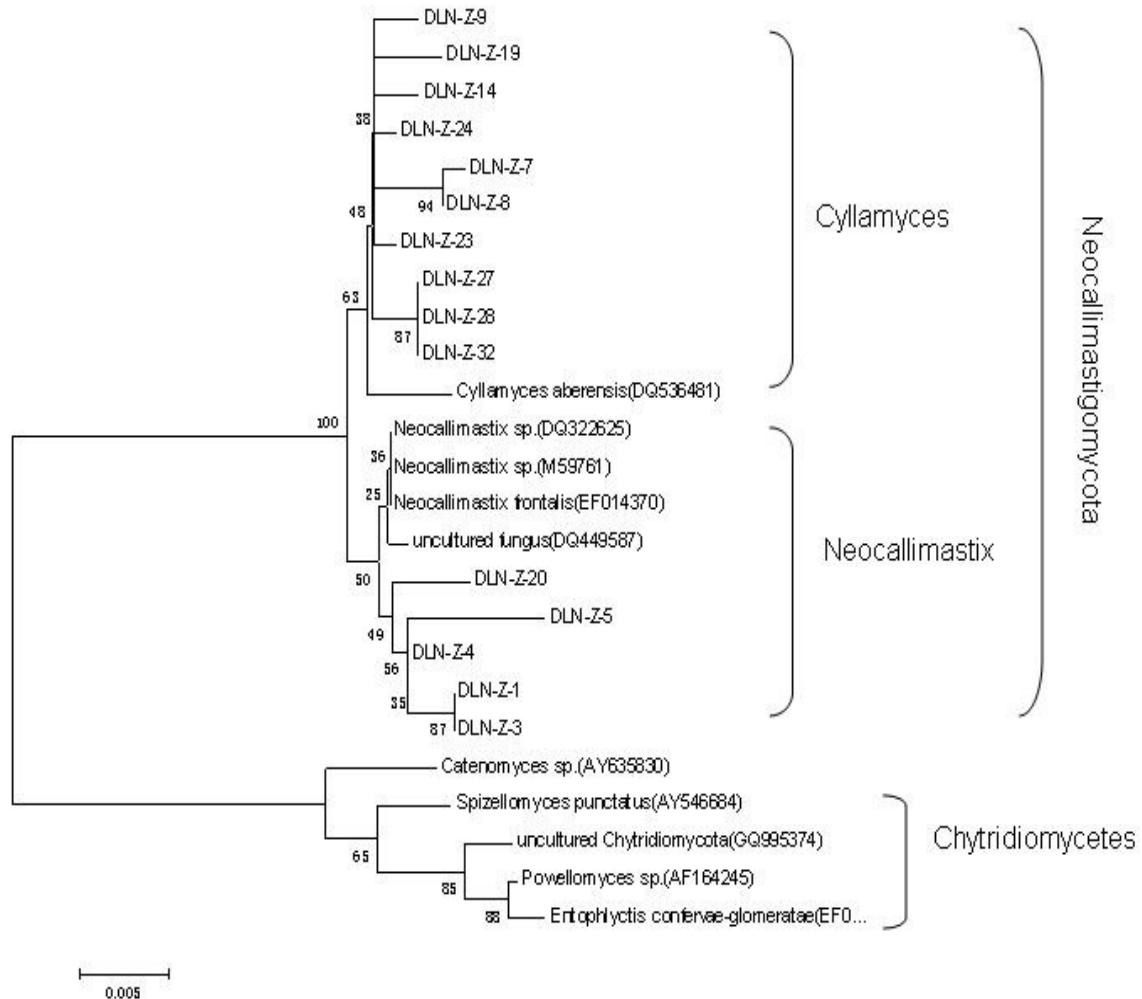 DLN-Z-9
DLN-Z-19
DLN-Z-14
38
DLN-Z-24
DLN-Z-7
94
DLN-Z-8
48
DLN-Z-23
DLN-Z-27
DLN-Z-28
87
DLN-Z-32
63
Cyllamyces aberensis(DQ536481)
Cyllamyces
100
Neocallimastix sp.(DQ322625)
36
Neocallimastix sp.(M59761)
25
Neocallimastix frontalis(EF014370)
uncultured fungus(DQ449587)
50
DLN-Z-20
49
DLN-Z-5
56
DLN-Z-4
35
DLN-Z-1
87
DLN-Z-3
Neocallimastix
Neocallimastigomycota
Catenomyces sp.(AY635830)
Spizellomyces punctatus(AY546684)
65
uncultured Chytridiomycota(GQ995374)
85
Powellomyces sp.(AF164245)
88
Entophlyctis confervae-glomeratae(EF0...
Chytridiomycetes
0.005